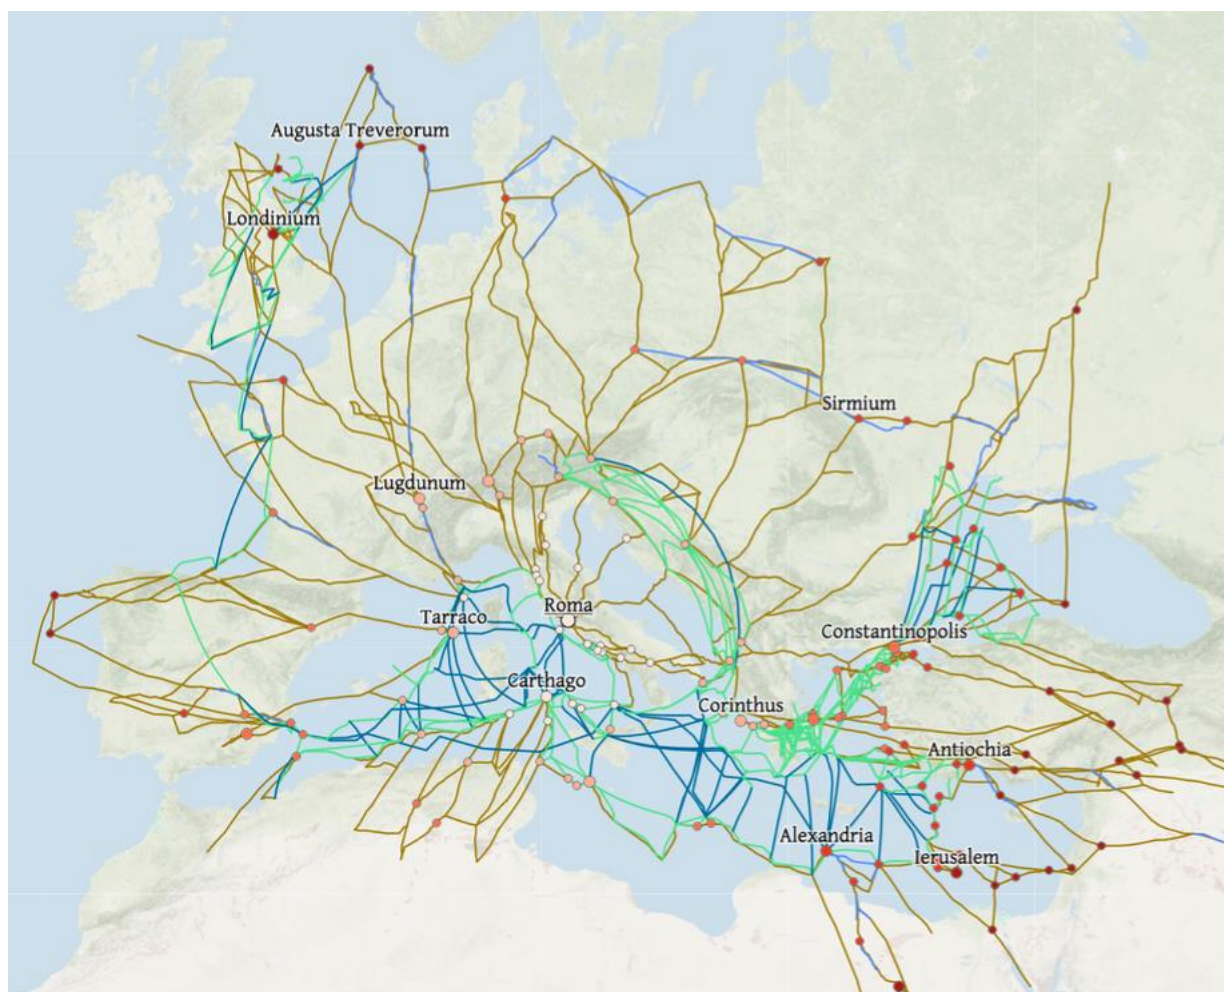 Augusta Treverorum
Londinium
Sirmium
Lugdunum
Roma
Tarraco
Constantinopolis
Carthago
Corinthus
Antiochia
Alexandria
Ierusalem